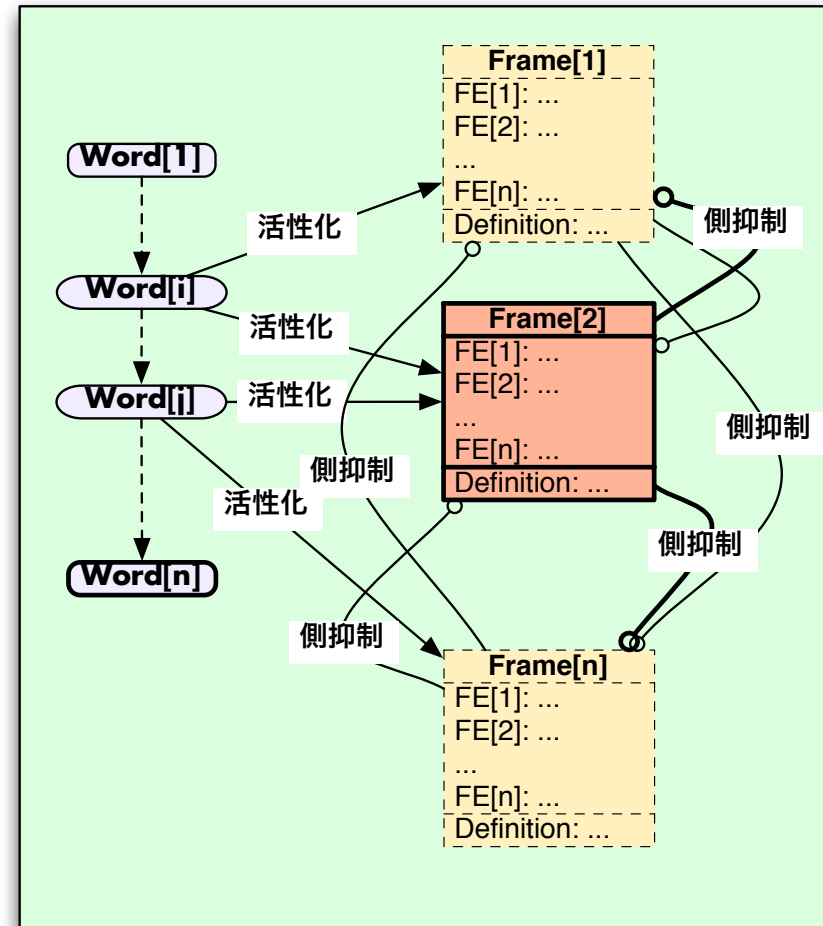 Word[1]
Word[i]
Word[j]
Word[n]
活性化
活性化
活性化
活性化
Frame[1]
FE[1]: ...
FE[2]: ...
...
FE[n]: ...
Definition: ...
側抑制
Frame[2]
FE[1]: ...
FE[2]: ...
...
FE[n]: ...
Definition: ...
側抑制
側抑制
側抑制
側抑制
Frame[n]
FE[1]: ...
FE[2]: ...
...
FE[n]: ...
Definition: ...